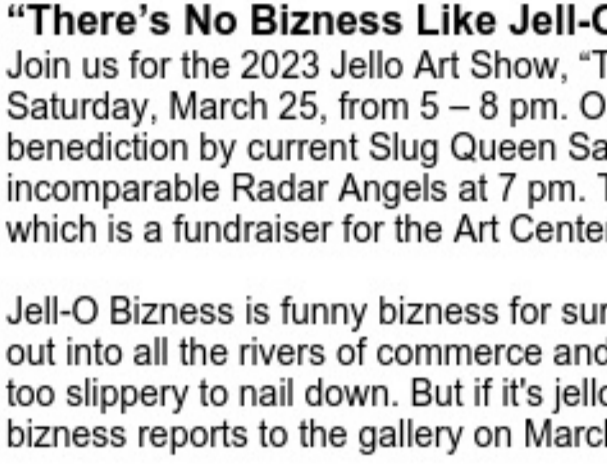 “There’s No Bizness Like Jell-O
Join us for the 2023 Jello Art Show, “T
Saturday, March 25, from 5 – 8 pm. O
benediction by current Slug Queen Sa
incomparable Radar Angels at 7 pm. T
which is a fundraiser for the Art Center
Jell-O Bizness is funny bizness for sur
out into all the rivers of commerce and
too slippery to nail down. But if it's jello
bizness reports to the gallery on March